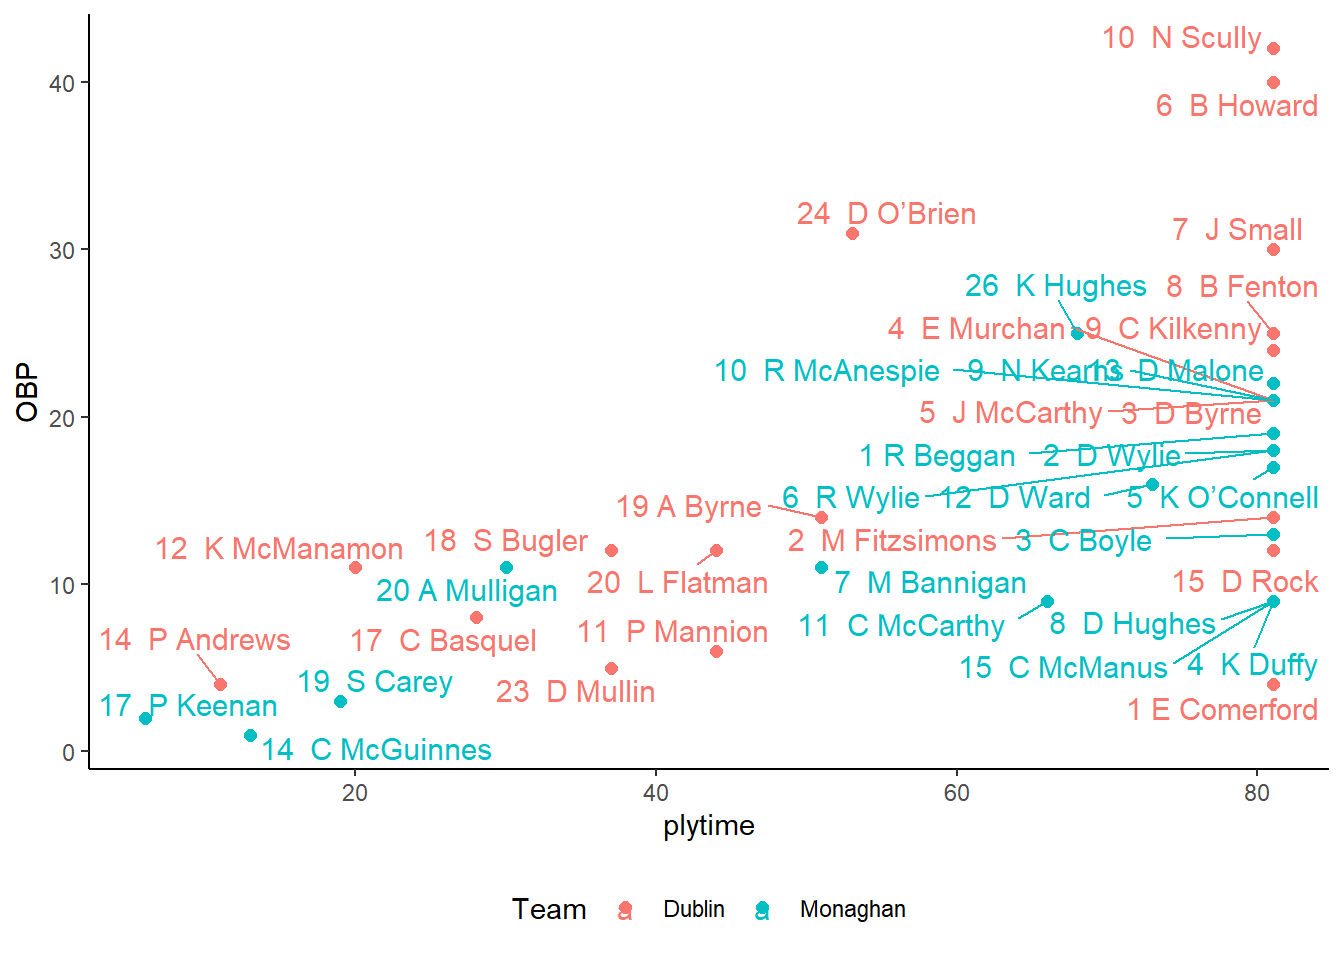 10  N Scully
40
6  B Howard
24  D O’Brien
7  J Small
30
26  K Hughes
8  B Fenton
4  E Murchan
9  C Kilkenny
10  R McAnespie
9  N Kearns
13  D Malone
OBP
20
5  J McCarthy
3  D Byrne
1 R Beggan
2  D Wylie
6  R Wylie
12  D Ward
5  K O’Connell
19 A Byrne
2  M Fitzsimons
3  C Boyle
12  K McManamon
18  S Bugler
20  L Flatman
10
20 A Mulligan
7  M Bannigan
15  D Rock
14  P Andrews
17  C Basquel
11  P Mannion
11  C McCarthy
8  D Hughes
15  C McManus
4  K Duffy
19  S Carey
23  D Mullin
17  P Keenan
1 E Comerford
14  C McGuinnes
0
20
40
60
80
plytime
Team
a
Dublin
a
Monaghan